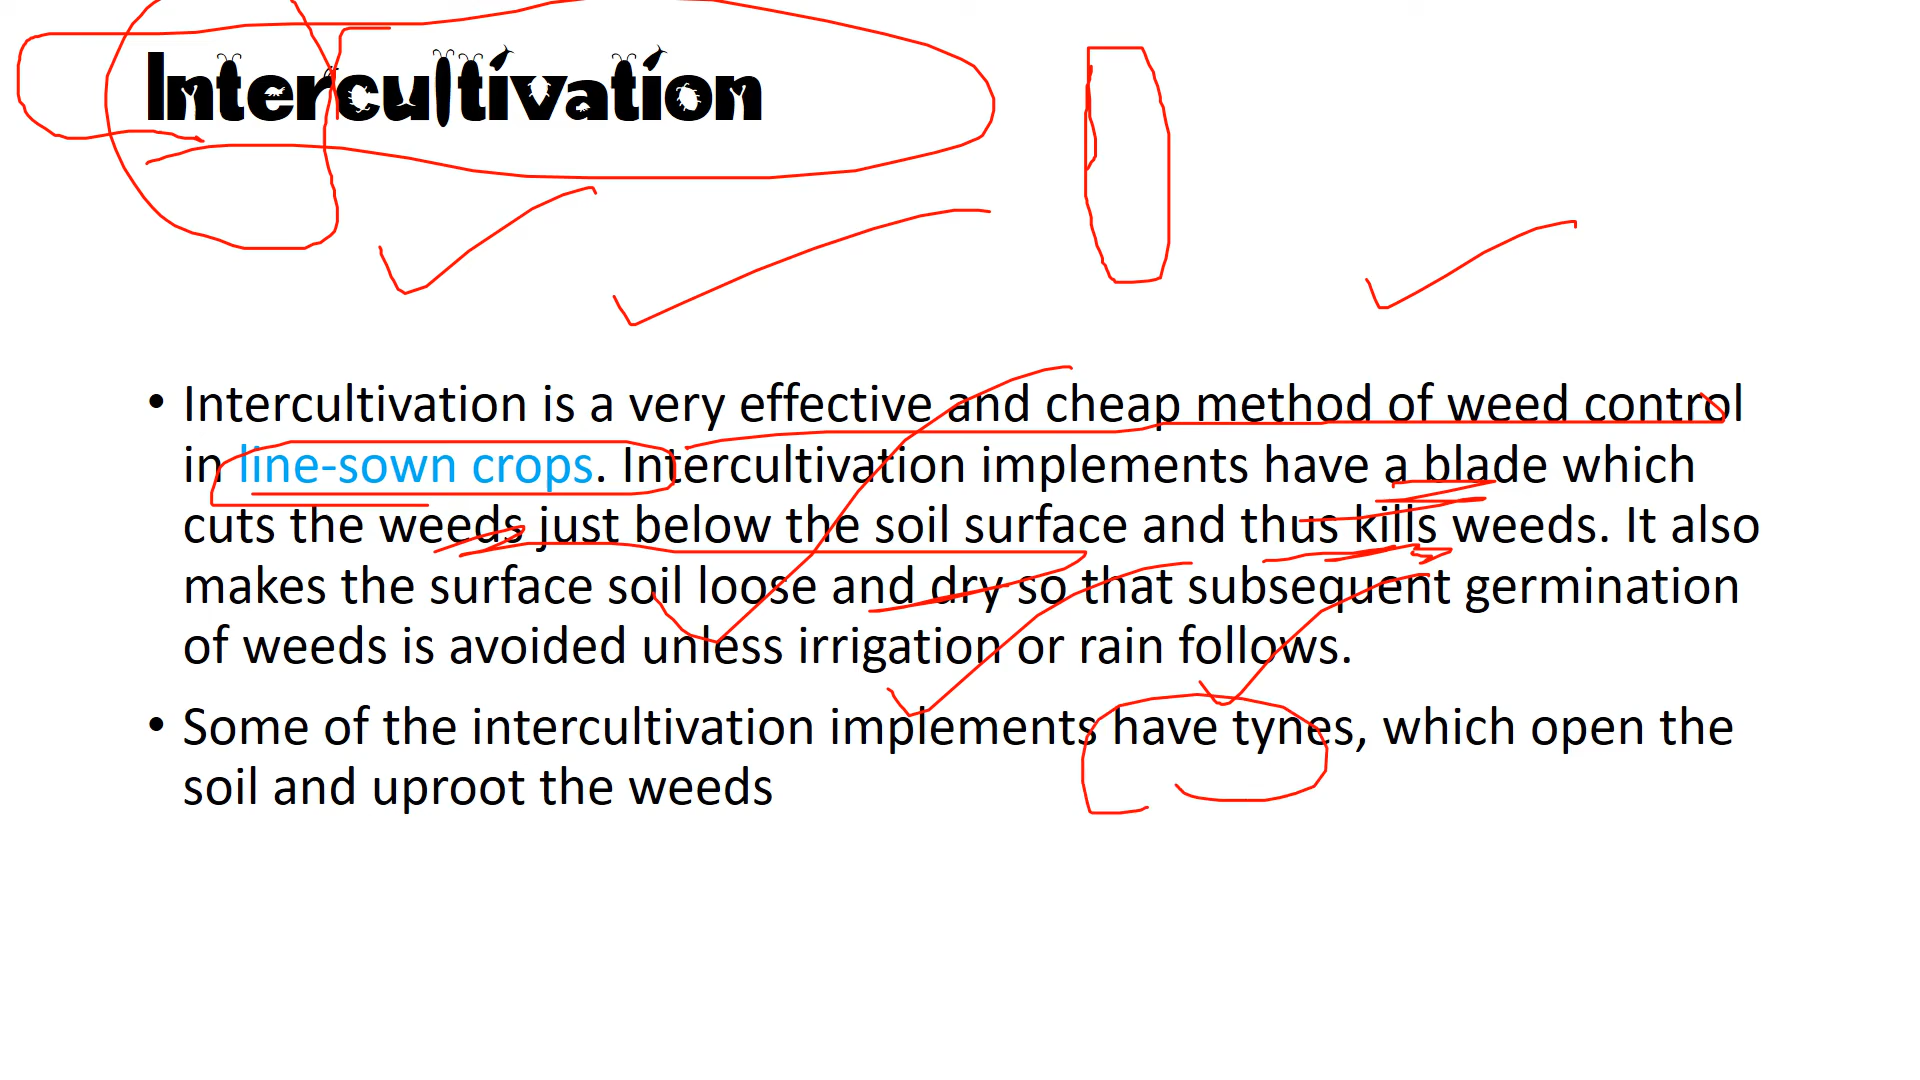 Intercultivation
• Intercultivation is a very effective and cheap method of weed control
in line-sown crops. Intercultivation implements have a blade which
cuts the weeds just below the soil surface and thus kills weeds. It also
makes the surface soil loose and dry so that subsequent germination
of weeds is avoided unless irrigation or rain follows.
• Some of the intercultivation implements have tynes, which open the
soil and uproot the weeds